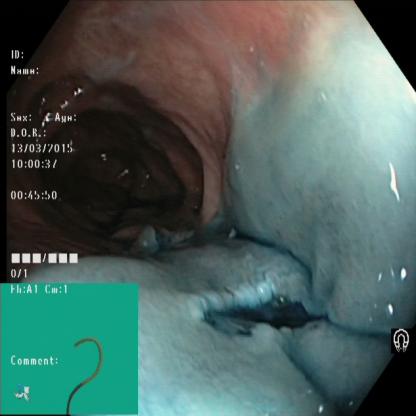 ID:
Name:
Sex: Age:
D.O.B.:
13/03/2015
10:00:37
00:45:50
0/1
Eh:A1 Cm:1
Comment: